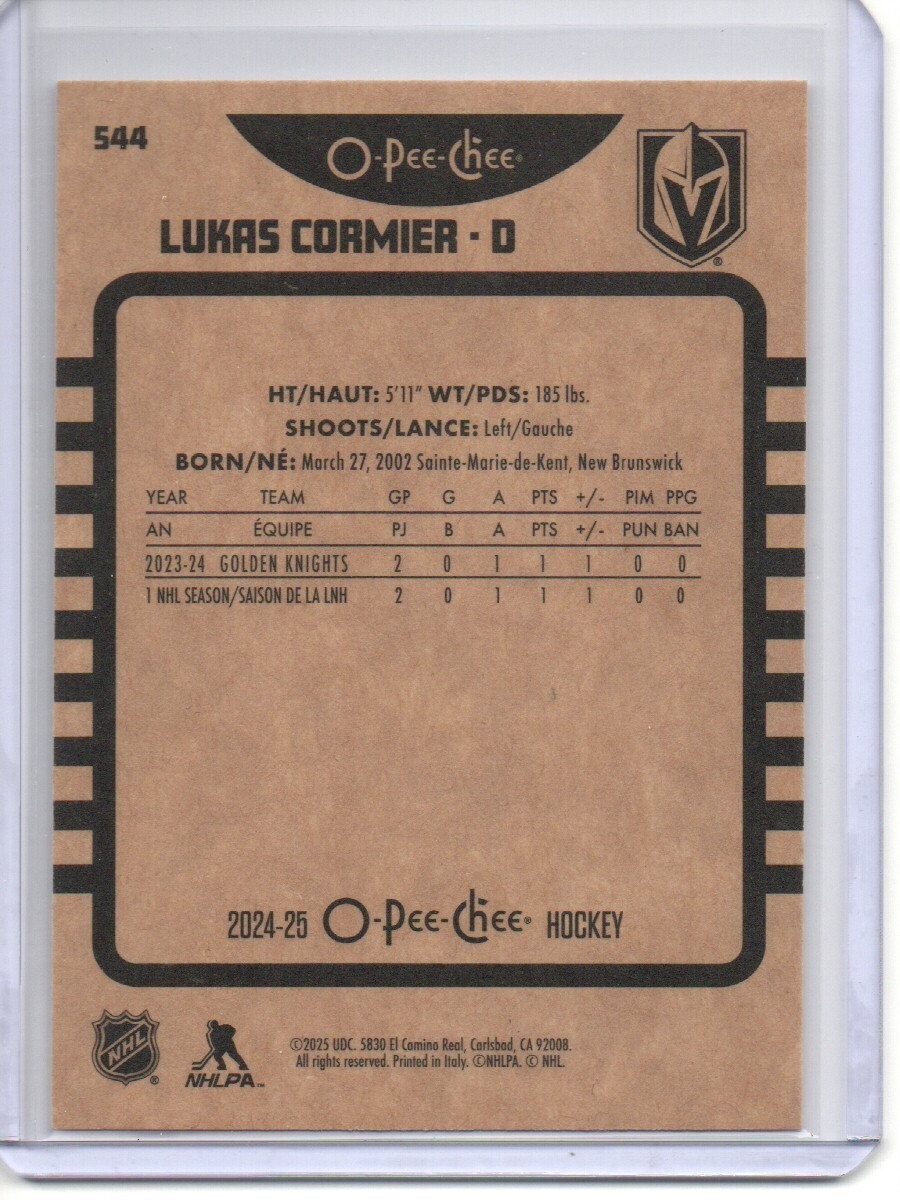 544
O-Pee-Chee®
LUKAS CORMIER - D
®
HT/HAUT: 5'11" WT/PDS: 185 lbs.
SHOOTS/LANCE: Left/Gauche
BORN/NÉ: March 27, 2002 Sainte-Marie-de-Kent, New Brunswick
YEAR TEAM GP G A PTS +/- PIM PPG
AN ÉQUIPE PJ B A PTS +/- PUN BAN
2023-24 GOLDEN KNIGHTS 2 0 1 1 1 0 0
1 NHL SEASON/SAISON DE LA LNH 2 0 1 1 1 0 0
2024-25 O-Pee-Chee® HOCKEY
NHL ®
NHLPA™
©2025 UDC. 5830 El Camino Real, Carlsbad, CA 92008.
All rights reserved. Printed in Italy. ©NHLPA. © NHL.